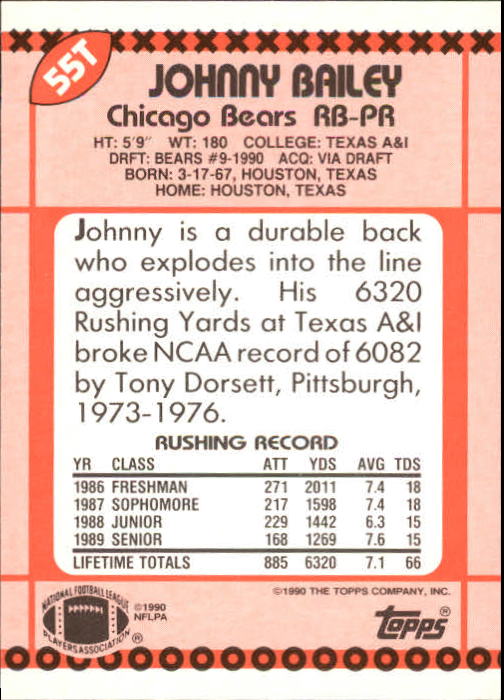 55T
JOHNNY BAILEY
Chicago Bears RB-PR
HT: 5'9" WT: 180 COLLEGE: TEXAS A&I
DRFT: BEARS #9-1990 ACQ: VIA DRAFT
BORN: 3-17-67, HOUSTON, TEXAS
HOME: HOUSTON, TEXAS
Johnny is a durable back
who explodes into the line
aggressively. His 6320
Rushing Yards at Texas A&I
broke NCAA record of 6082
by Tony Dorsett, Pittsburgh,
1973-1976.
RUSHING RECORD
YR CLASS ATT YDS AVG TDS
1986 FRESHMAN 271 2011 7.4 18
1987 SOPHOMORE 217 1598 7.4 18
1988 JUNIOR 229 1442 6.3 15
1989 SENIOR 168 1269 7.6 15
LIFETIME TOTALS 885 6320 7.1 66
©1990 THE TOPPS COMPANY, INC.
NATIONAL FOOTBALL LEAGUE
PLAYERS ASSOCIATION ®
©1990
NFLPA
Topps®